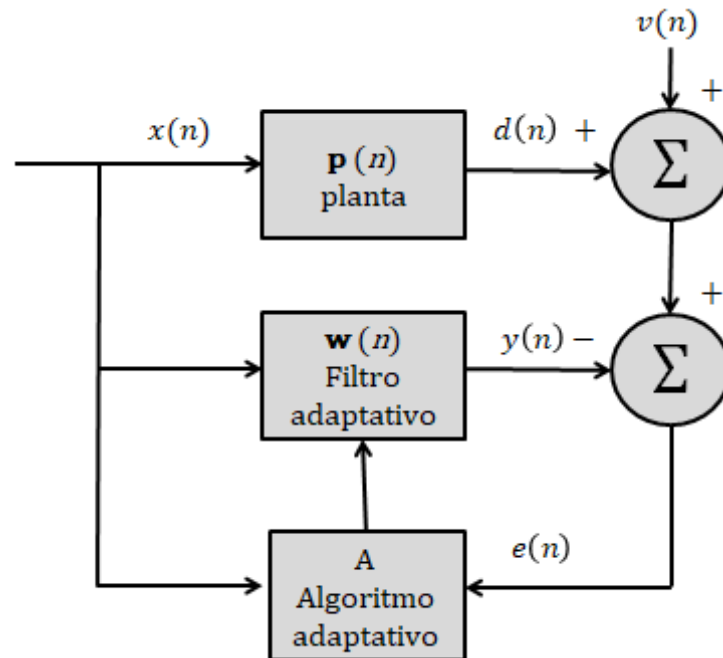 v(n)
+
x(n)
p (n)
planta
d(n) +
Σ
+
w (n)
Filtro
adaptativo
y(n) −
Σ
A
Algoritmo
adaptativo
e(n)